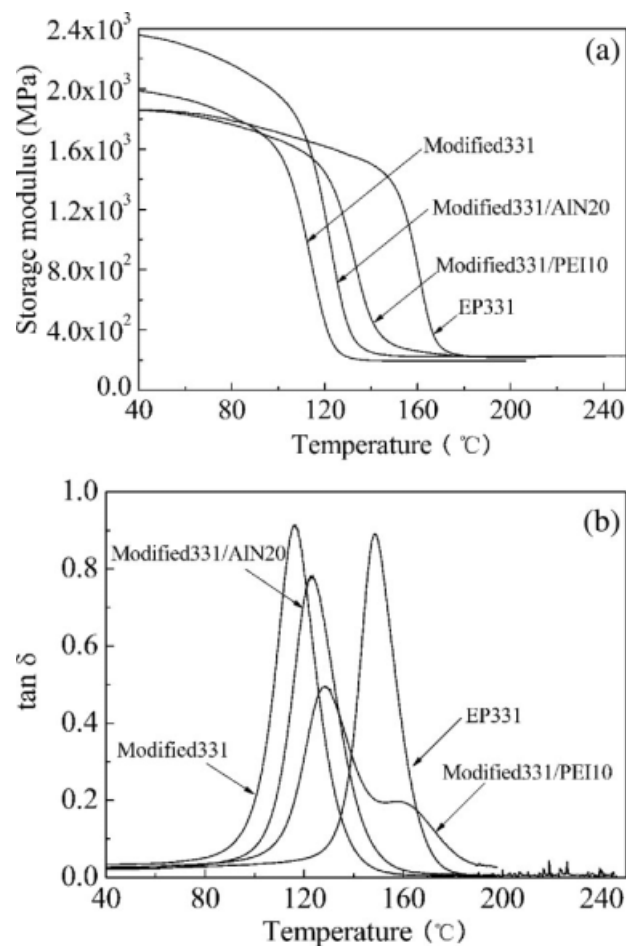 (a)
Storage modulus (MPa)
2.4x10³
2.0x10³
1.6x10³
1.2x10³
8.0x10²
4.0x10²
0.0
Modified331
Modified331/AlN20
Modified331/PEI10
EP331
40 80 120 160 200 240
Temperature ( ℃)
(b)
tan δ
1.0
0.8
0.6
0.4
0.2
0.0
Modified331/AlN20
EP331
Modified331
Modified331/PEI10
40 80 120 160 200 240
Temperature (℃)